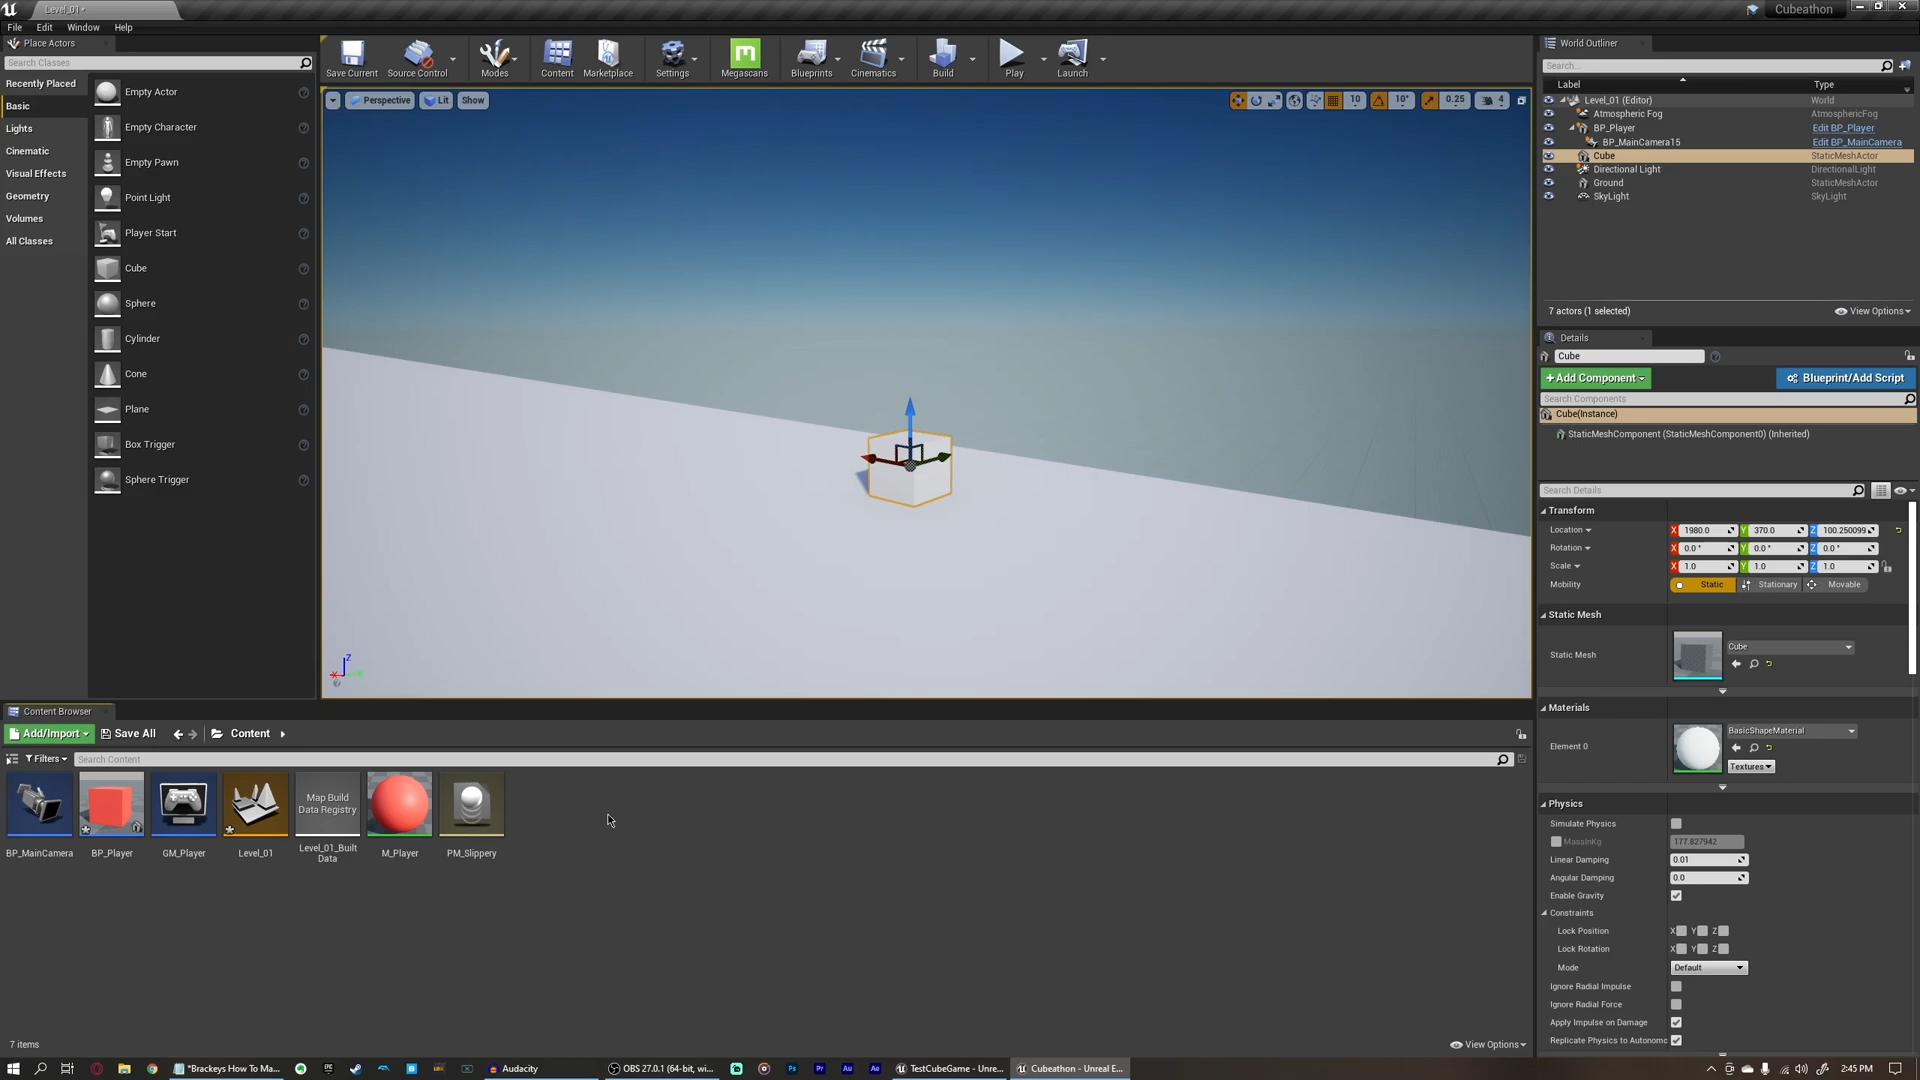 Level_01*
Cubeathon
File Edit Window Help
Place Actors
Search Classes
Recently Placed
Basic
Lights
Cinematic
Visual Effects
Geometry
Volumes
All Classes
Empty Actor
Empty Character
Empty Pawn
Point Light
Player Start
Cube
Sphere
Cylinder
Cone
Plane
Box Trigger
Sphere Trigger
Save Current
Source Control
Modes
Content
Marketplace
Settings
Megascans
Blueprints
Cinematics
Build
Play
Launch
Perspective
Lit
Show
10
10°
0.25
4
Z
X
World Outliner
Search...
Label Type
Level_01 (Editor) World
Atmospheric Fog AtmosphericFog
BP_Player Edit BP_Player
BP_MainCamera15 Edit BP_MainCamera
Cube StaticMeshActor
Directional Light DirectionalLight
Ground StaticMeshActor
SkyLight SkyLight
7 actors (1 selected)
View Options
Details
Cube
+Add Component
Blueprint/Add Script
Search Components
Cube(Instance)
StaticMeshComponent (StaticMeshComponent0) (Inherited)
Search Details
Transform
Location X 1980.0 Y 370.0 Z 100.250099
Rotation X 0.0 ° Y 0.0 ° Z 0.0 °
Scale X 1.0 Y 1.0 Z 1.0
Mobility Static Stationary Movable
Static Mesh
Static Mesh Cube
Materials
Element 0 BasicShapeMaterial
Textures
Physics
Simulate Physics
MassInKg 177.827942
Linear Damping 0.01
Angular Damping 0.0
Enable Gravity
Constraints
Lock Position X Y Z
Lock Rotation X Y Z
Mode Default
Ignore Radial Impulse
Ignore Radial Force
Apply Impulse on Damage
Replicate Physics to Autonomo
Content Browser
Add/Import
Save All
Content
Filters
Search Content
BP_MainCamera
BP_Player
GM_Player
Level_01
Map Build
Data Registry
Level_01_Built
Data
M_Player
PM_Slippery
7 items
View Options
*Brackeys How To Ma...
Audacity
OBS 27.0.1 (64-bit, wi...
Ps
Pr
Au
Ae
TestCubeGame - Unre...
Cubeathon - Unreal E...
2:45 PM